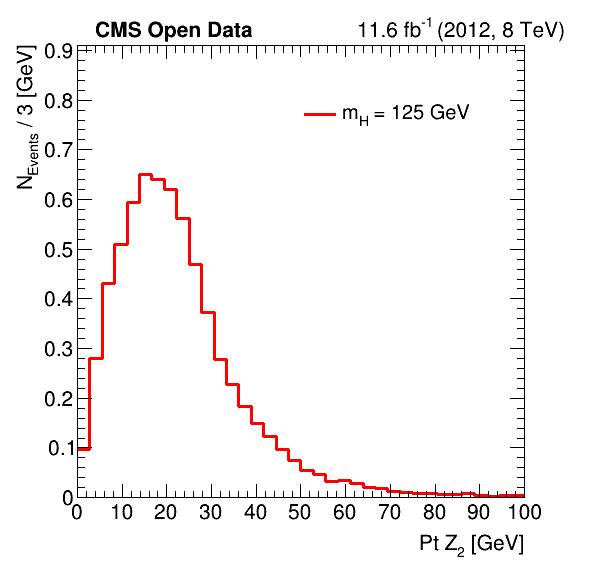 CMS Open Data 11.6 fb⁻¹ (2012, 8 TeV)
N_Events / 3 [GeV]
m_H = 125 GeV
0.9
0.8
0.7
0.6
0.5
0.4
0.3
0.2
0.1
0
0 10 20 30 40 50 60 70 80 90 100
Pt Z₂ [GeV]